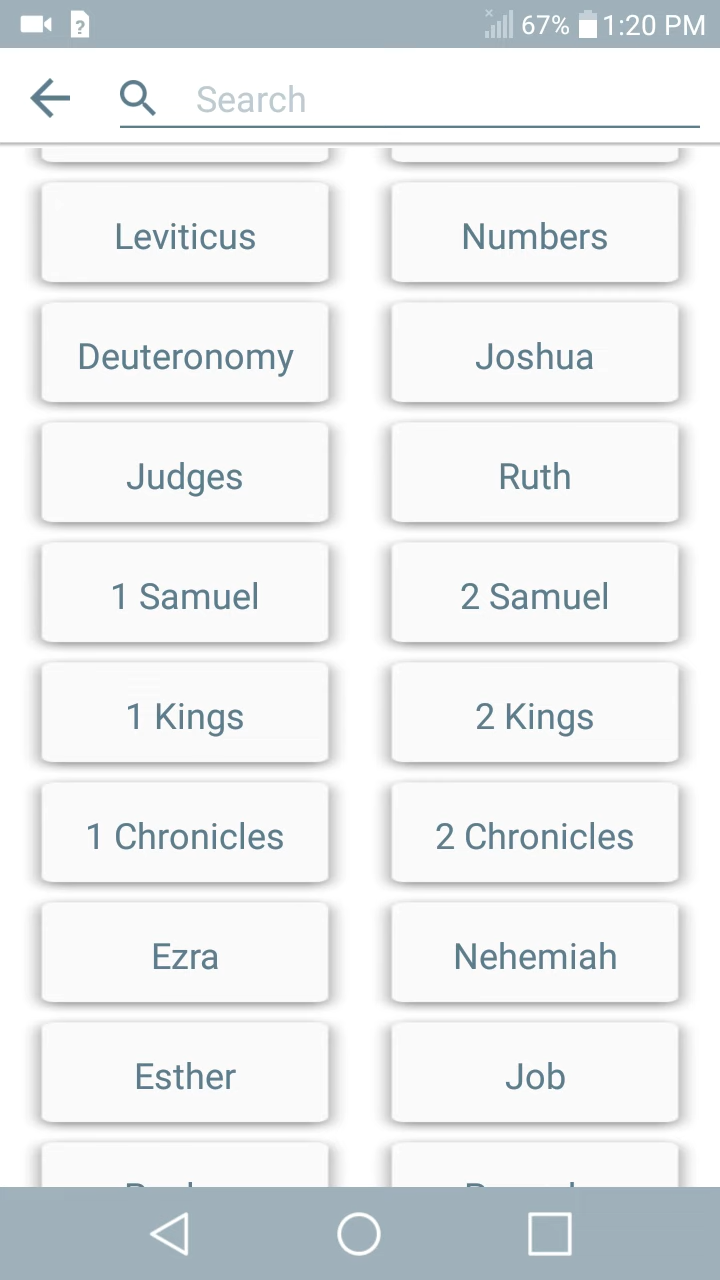 67% 1:20 PM
Search
Leviticus Numbers
Deuteronomy Joshua
Judges Ruth
1 Samuel 2 Samuel
1 Kings 2 Kings
1 Chronicles 2 Chronicles
Ezra Nehemiah
Esther Job